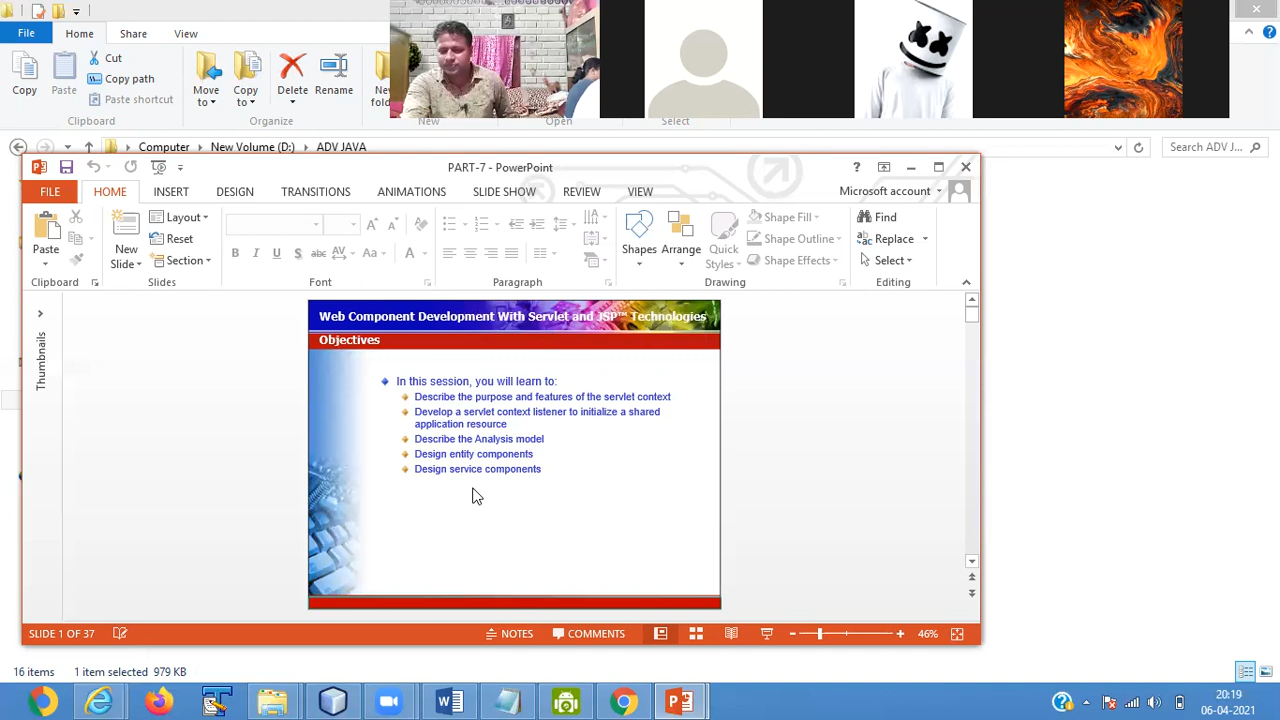 File
Home
Share
View
Copy
Paste
Cut
Copy path
Paste shortcut
Clipboard
Move to
Copy to
Delete
Rename
Organize
New
Open
Select
Computer
New Volume (D:)
ADV JAVA
Search ADV J...
PART-7 - PowerPoint
FILE
HOME
INSERT
DESIGN
TRANSITIONS
ANIMATIONS
SLIDE SHOW
REVIEW
VIEW
Microsoft account
Paste
New Slide
Layout
Reset
Section
B I U S abc AV Aa A
Shapes
Arrange
Quick Styles
Shape Fill
Shape Outline
Shape Effects
Find
Replace
Select
Clipboard
Slides
Font
Paragraph
Drawing
Editing
Thumbnails
Web Component Development With Servlet and JSP™ Technologies
Objectives
In this session, you will learn to:
Describe the purpose and features of the servlet context
Develop a servlet context listener to initialize a shared
application resource
Describe the Analysis model
Design entity components
Design service components
SLIDE 1 OF 37
NOTES
COMMENTS
46%
16 items
1 item selected 979 KB
20:19
06-04-2021